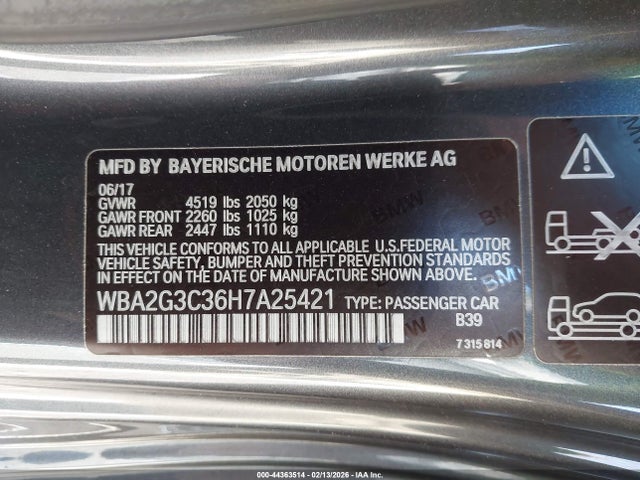 MFD BY BAYERISCHE MOTOREN WERKE AG
06/17
GVWR 4519 lbs 2050 kg
GAWR FRONT 2260 lbs 1025 kg
GAWR REAR 2447 lbs 1110 kg
THIS VEHICLE CONFORMS TO ALL APPLICABLE U.S.FEDERAL MOTOR
VEHICLE SAFETY, BUMPER AND THEFT PREVENTION STANDARDS
IN EFFECT ON THE DATE OF MANUFACTURE SHOWN ABOVE.
WBA2G3C36H7A25421 TYPE: PASSENGER CAR
B39
7 315 814
BMW
BMW
000-44363514 - 02/13/2026 - IAA Inc.